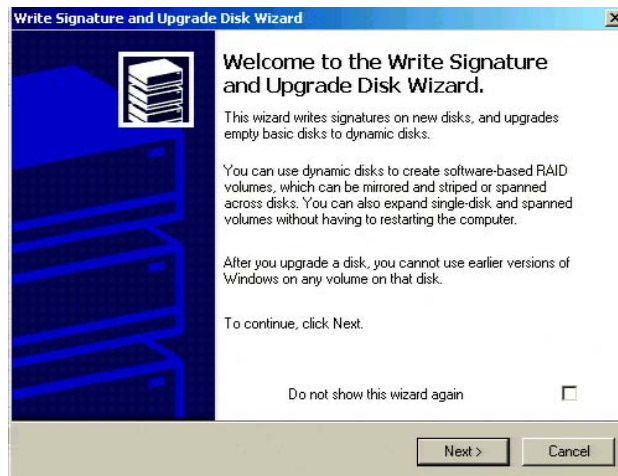 Write Signature and Upgrade Disk Wizard
Welcome to the Write Signature
and Upgrade Disk Wizard.
This wizard writes signatures on new disks, and upgrades
empty basic disks to dynamic disks.
You can use dynamic disks to create software-based RAID
volumes, which can be mirrored and striped or spanned
across disks. You can also expand single-disk and spanned
volumes without having to restarting the computer.
After you upgrade a disk, you cannot use earlier versions of
Windows on any volume on that disk.
To continue, click Next.
Do not show this wizard again
Next > Cancel